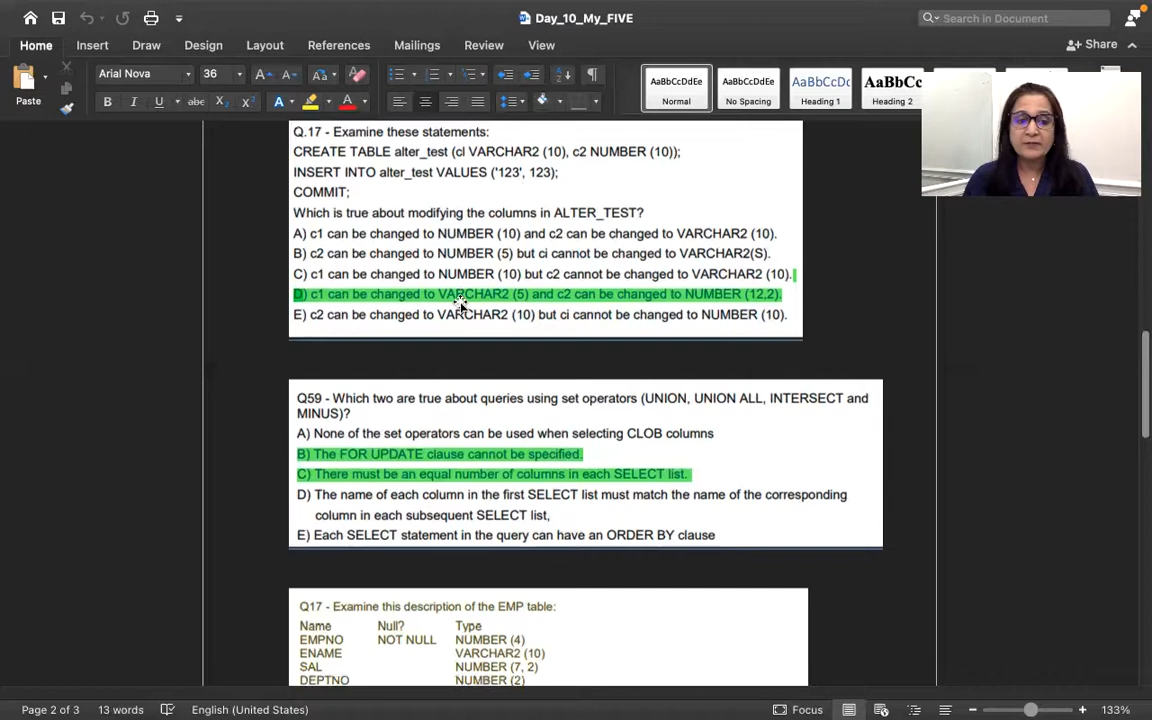 Day_10_My_FIVE
Search in Document
Home Insert Draw Design Layout References Mailings Review View
Share
Paste
Arial Nova 36
AaBbCcDdEe AaBbCcDdEe AaBbCcDc AaBbCc
Normal No Spacing Heading 1 Heading 2
Q.17 - Examine these statements:
CREATE TABLE alter_test (cl VARCHAR2 (10), c2 NUMBER (10));
INSERT INTO alter_test VALUES ('123', 123);
COMMIT;
Which is true about modifying the columns in ALTER_TEST?
A) c1 can be changed to NUMBER (10) and c2 can be changed to VARCHAR2 (10).
B) c2 can be changed to NUMBER (5) but ci cannot be changed to VARCHAR2(S).
C) c1 can be changed to NUMBER (10) but c2 cannot be changed to VARCHAR2 (10).
D) c1 can be changed to VARCHAR2 (5) and c2 can be changed to NUMBER (12,2).
E) c2 can be changed to VARCHAR2 (10) but ci cannot be changed to NUMBER (10).
Q59 - Which two are true about queries using set operators (UNION, UNION ALL, INTERSECT and
MINUS)?
A) None of the set operators can be used when selecting CLOB columns
B) The FOR UPDATE clause cannot be specified.
C) There must be an equal number of columns in each SELECT list.
D) The name of each column in the first SELECT list must match the name of the corresponding
column in each subsequent SELECT list,
E) Each SELECT statement in the query can have an ORDER BY clause
Q17 - Examine this description of the EMP table:
Name Null? Type
EMPNO NOT NULL NUMBER (4)
ENAME VARCHAR2 (10)
SAL NUMBER (7, 2)
DEPTNO NUMBER (2)
Page 2 of 3 13 words English (United States) Focus 133%